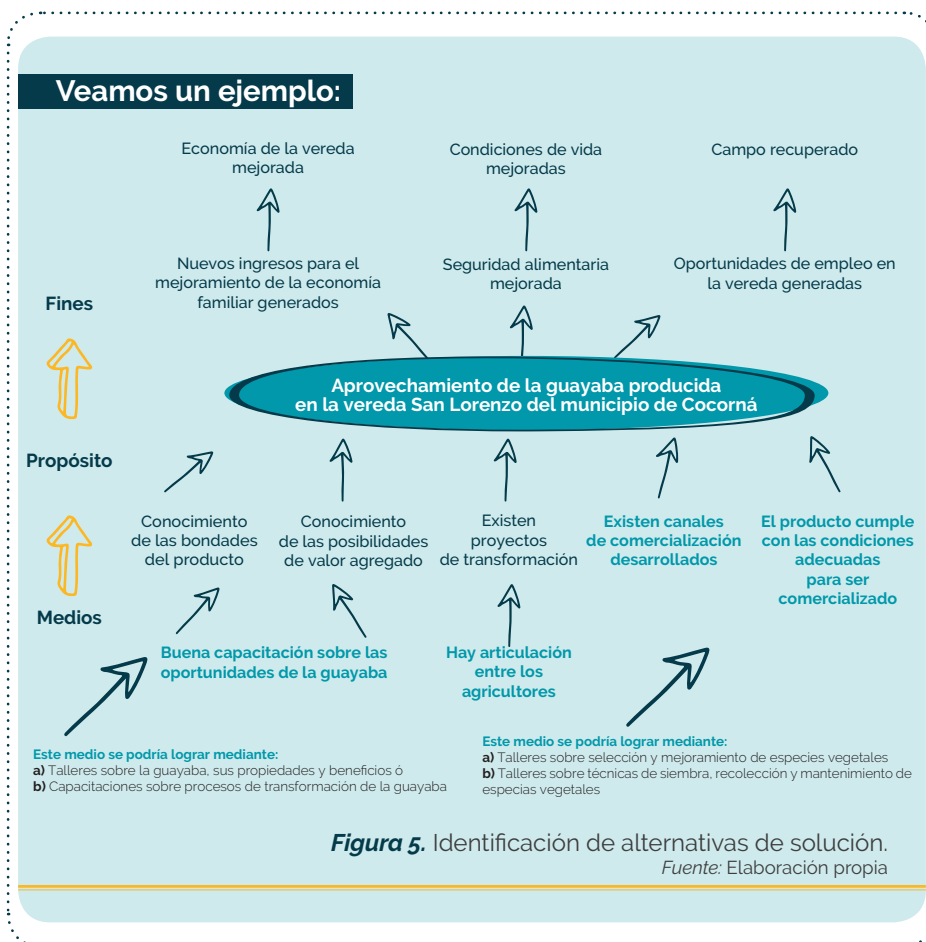 Veamos un ejemplo:
Economía de la vereda
mejorada
Condiciones de vida
mejoradas
Campo recuperado
Nuevos ingresos para el
mejoramiento de la economía
familiar generados
Seguridad alimentaria
mejorada
Oportunidades de empleo en
la vereda generadas
Fines
Aprovechamiento de la guayaba producida
en la vereda San Lorenzo del municipio de Cocorná
Propósito
Conocimiento
de las bondades
del producto
Conocimiento
de las posibilidades
de valor agregado
Existen
proyectos
de transformación
Existen canales
de comercialización
desarrollados
El producto cumple
con las condiciones
adecuadas
para ser
comercializado
Medios
Buena capacitación sobre las
oportunidades de la guayaba
Hay articulación
entre los
agricultores
Este medio se podría lograr mediante:
a) Talleres sobre la guayaba, sus propiedades y beneficios ó
b) Capacitaciones sobre procesos de transformación de la guayaba
Este medio se podría lograr mediante:
a) Talleres sobre selección y mejoramiento de especies vegetales
b) Talleres sobre técnicas de siembra, recolección y mantenimiento de
especias vegetales
Figura 5. Identificación de alternativas de solución.
Fuente: Elaboración propia